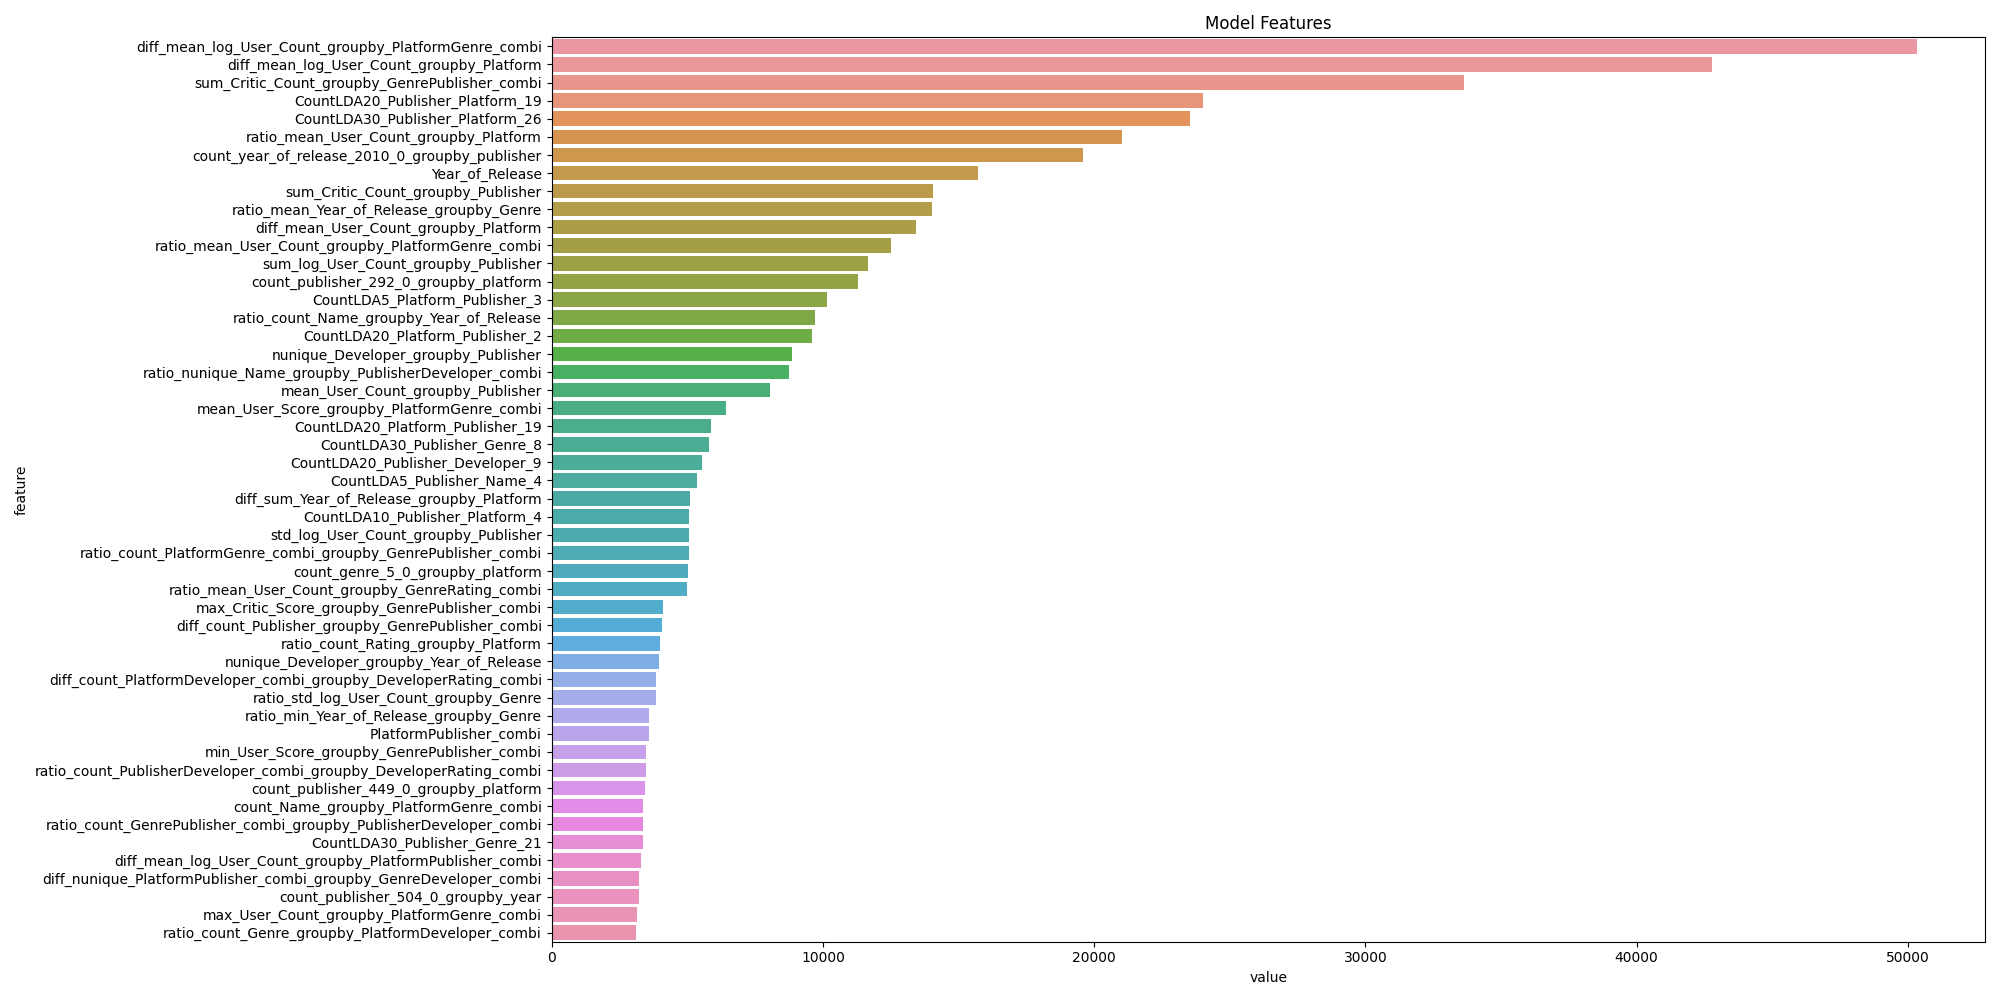 Model Features
diff_mean_log_User_Count_groupby_PlatformGenre_combi
diff_mean_log_User_Count_groupby_Platform
sum_Critic_Count_groupby_GenrePublisher_combi
CountLDA20_Publisher_Platform_19
CountLDA30_Publisher_Platform_26
ratio_mean_User_Count_groupby_Platform
count_year_of_release_2010_0_groupby_publisher
Year_of_Release
sum_Critic_Count_groupby_Publisher
ratio_mean_Year_of_Release_groupby_Genre
diff_mean_User_Count_groupby_Platform
ratio_mean_User_Count_groupby_PlatformGenre_combi
sum_log_User_Count_groupby_Publisher
count_publisher_292_0_groupby_platform
CountLDA5_Platform_Publisher_3
ratio_count_Name_groupby_Year_of_Release
CountLDA20_Platform_Publisher_2
nunique_Developer_groupby_Publisher
ratio_nunique_Name_groupby_PublisherDeveloper_combi
mean_User_Count_groupby_Publisher
mean_User_Score_groupby_PlatformGenre_combi
CountLDA20_Platform_Publisher_19
CountLDA30_Publisher_Genre_8
CountLDA20_Publisher_Developer_9
CountLDA5_Publisher_Name_4
diff_sum_Year_of_Release_groupby_Platform
CountLDA10_Publisher_Platform_4
std_log_User_Count_groupby_Publisher
ratio_count_PlatformGenre_combi_groupby_GenrePublisher_combi
count_genre_5_0_groupby_platform
ratio_mean_User_Count_groupby_GenreRating_combi
max_Critic_Score_groupby_GenrePublisher_combi
diff_count_Publisher_groupby_GenrePublisher_combi
ratio_count_Rating_groupby_Platform
nunique_Developer_groupby_Year_of_Release
diff_count_PlatformDeveloper_combi_groupby_DeveloperRating_combi
ratio_std_log_User_Count_groupby_Genre
ratio_min_Year_of_Release_groupby_Genre
PlatformPublisher_combi
min_User_Score_groupby_GenrePublisher_combi
ratio_count_PublisherDeveloper_combi_groupby_DeveloperRating_combi
count_publisher_449_0_groupby_platform
count_Name_groupby_PlatformGenre_combi
ratio_count_GenrePublisher_combi_groupby_PublisherDeveloper_combi
CountLDA30_Publisher_Genre_21
diff_mean_log_User_Count_groupby_PlatformPublisher_combi
diff_nunique_PlatformPublisher_combi_groupby_GenreDeveloper_combi
count_publisher_504_0_groupby_year
max_User_Count_groupby_PlatformGenre_combi
ratio_count_Genre_groupby_PlatformDeveloper_combi
feature
0 10000 20000 30000 40000 50000
value